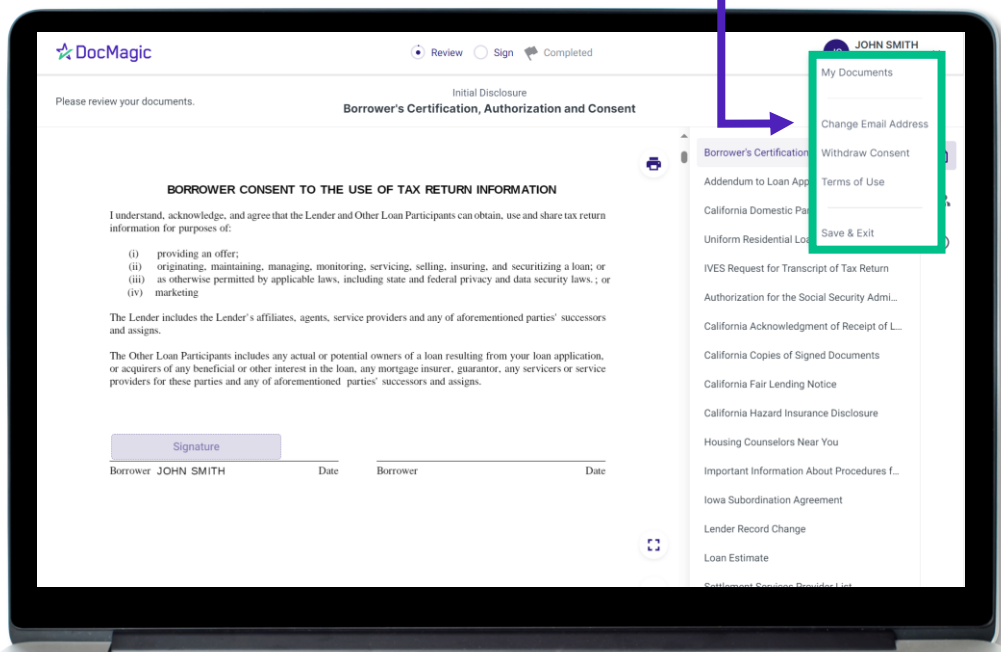 DocMagic
Review Sign Completed
JOHN SMITH
Please review your documents.
Initial Disclosure
Borrower's Certification, Authorization and Consent
My Documents
Change Email Address
Withdraw Consent
Terms of Use
Save & Exit
BORROWER CONSENT TO THE USE OF TAX RETURN INFORMATION
I understand, acknowledge, and agree that the Lender and Other Loan Participants can obtain, use and share tax return
information for purposes of:
(i) providing an offer;
(ii) originating, maintaining, managing, monitoring, servicing, selling, insuring, and securitizing a loan; or
(iii) as otherwise permitted by applicable laws, including state and federal privacy and data security laws. ; or
(iv) marketing
The Lender includes the Lender's affiliates, agents, service providers and any of aforementioned parties' successors
and assigns.
The Other Loan Participants includes any actual or potential owners of a loan resulting from your loan application,
or acquirers of any beneficial or other interest in the loan, any mortgage insurer, guarantor, any servicers or service
providers for these parties and any of aforementioned parties' successors and assigns.
Signature
Borrower JOHN SMITH Date Borrower Date
Borrower's Certification
Addendum to Loan App
California Domestic Pa
Uniform Residential Loa
IVES Request for Transcript of Tax Return
Authorization for the Social Security Admi...
California Acknowledgment of Receipt of L...
California Copies of Signed Documents
California Fair Lending Notice
California Hazard Insurance Disclosure
Housing Counselors Near You
Important Information About Procedures f...
Iowa Subordination Agreement
Lender Record Change
Loan Estimate
Settlement Services Provider List